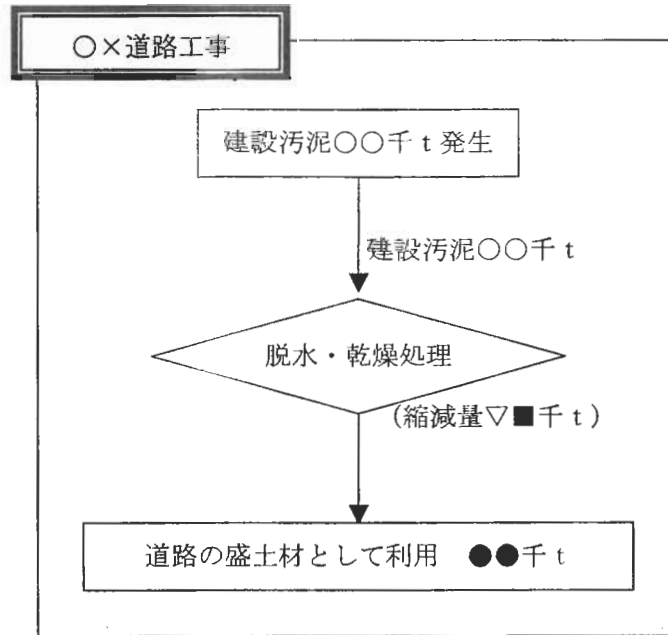 ○×道路工事
建設汚泥○○千ｔ発生
建設汚泥○○千ｔ
脱水・乾燥処理
(縮減量▽■千ｔ)
道路の盛土材として利用　●●千ｔ